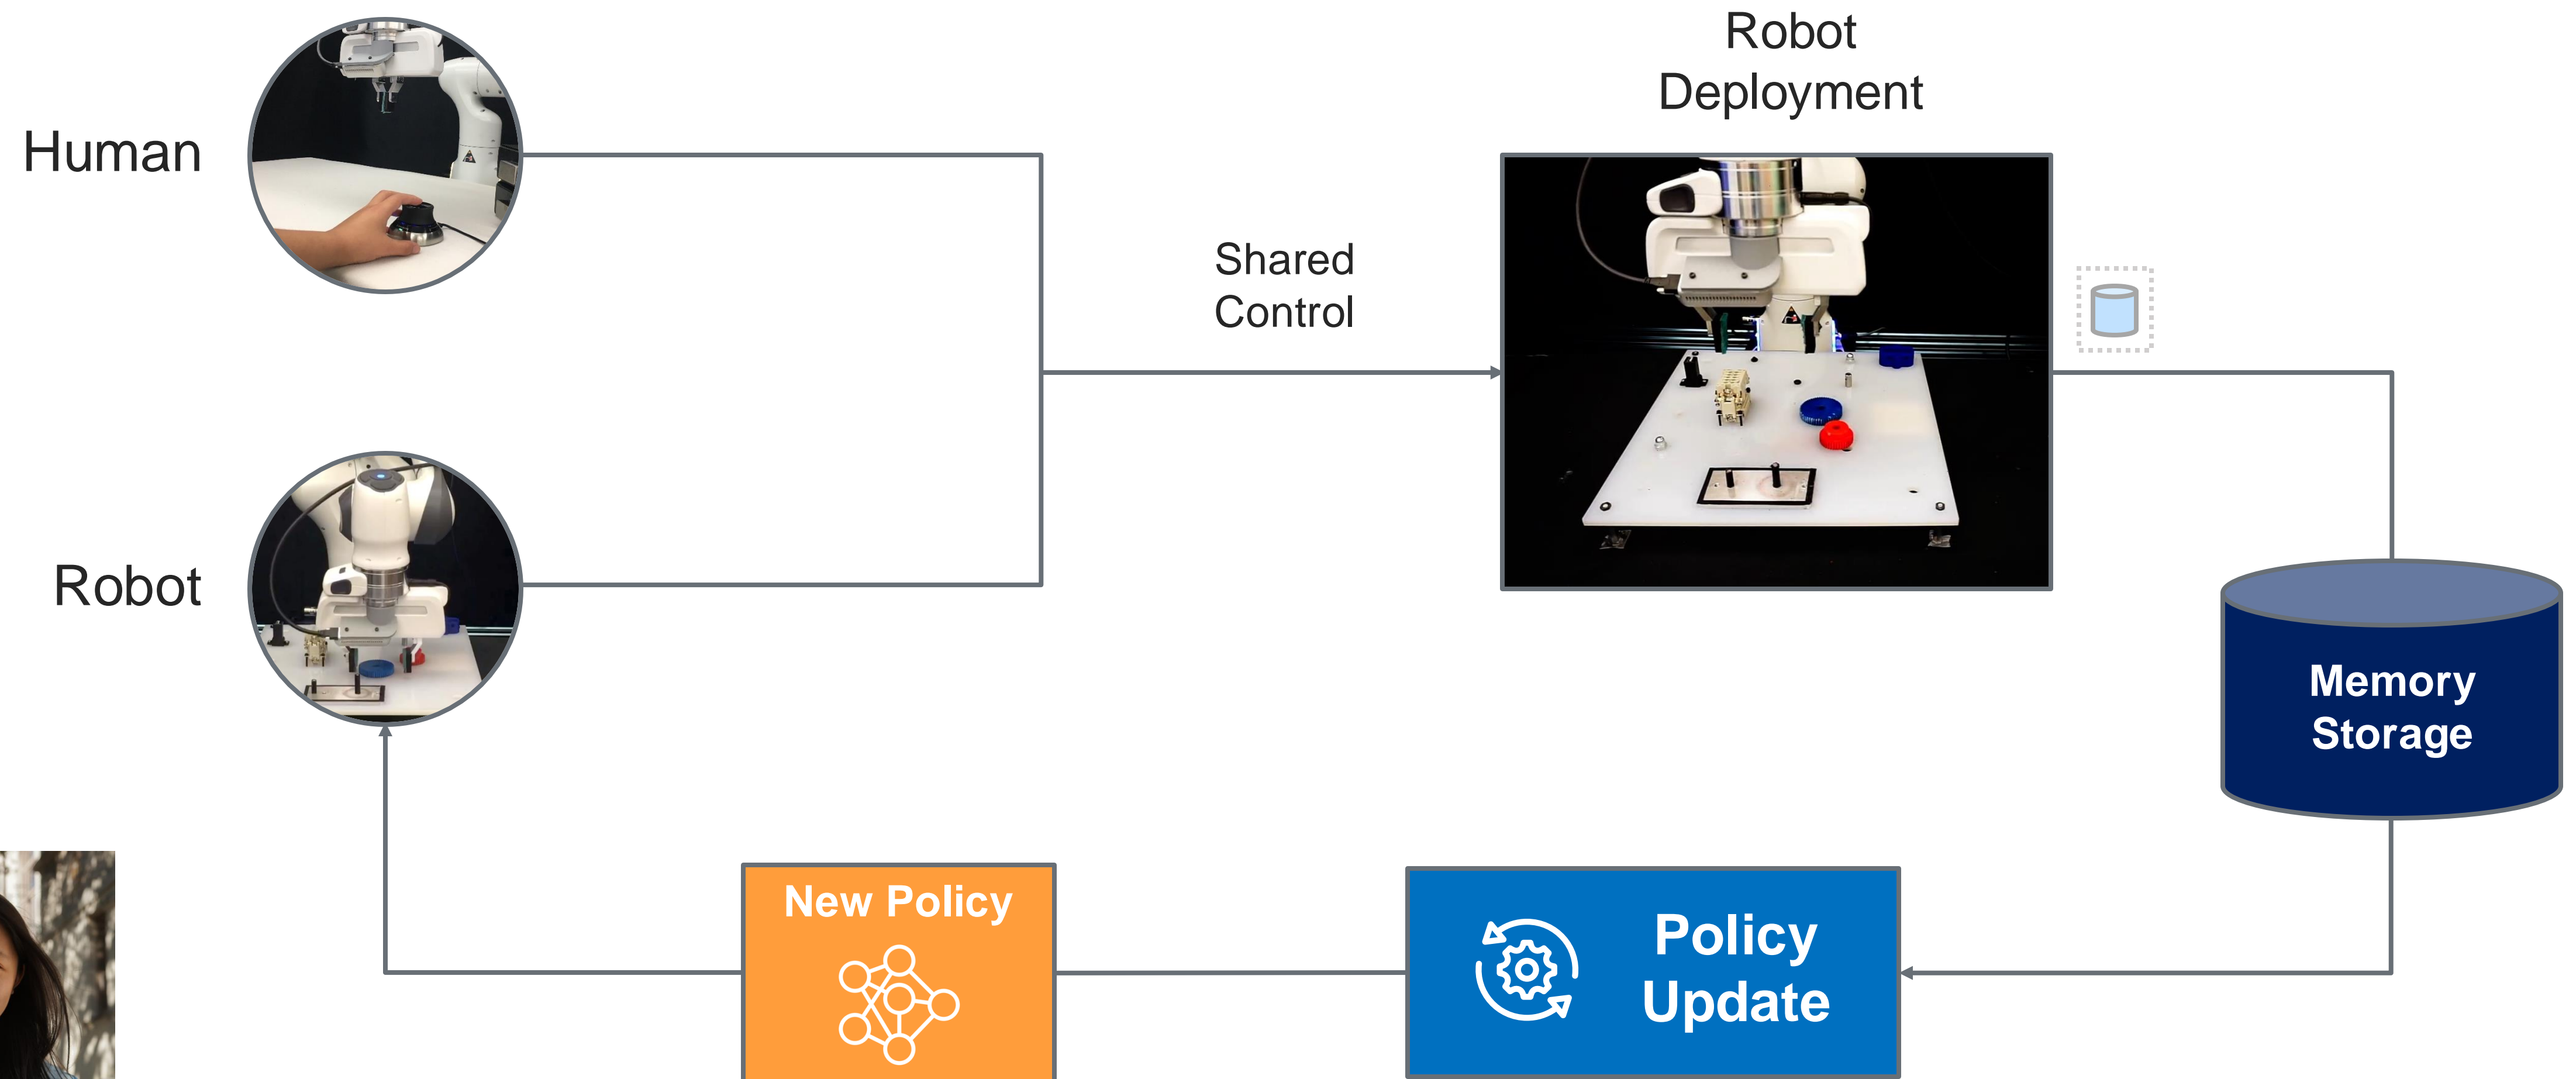 Robot
Deployment
Human
Shared
Control
Robot
Memory
Storage
New Policy
Policy
Update